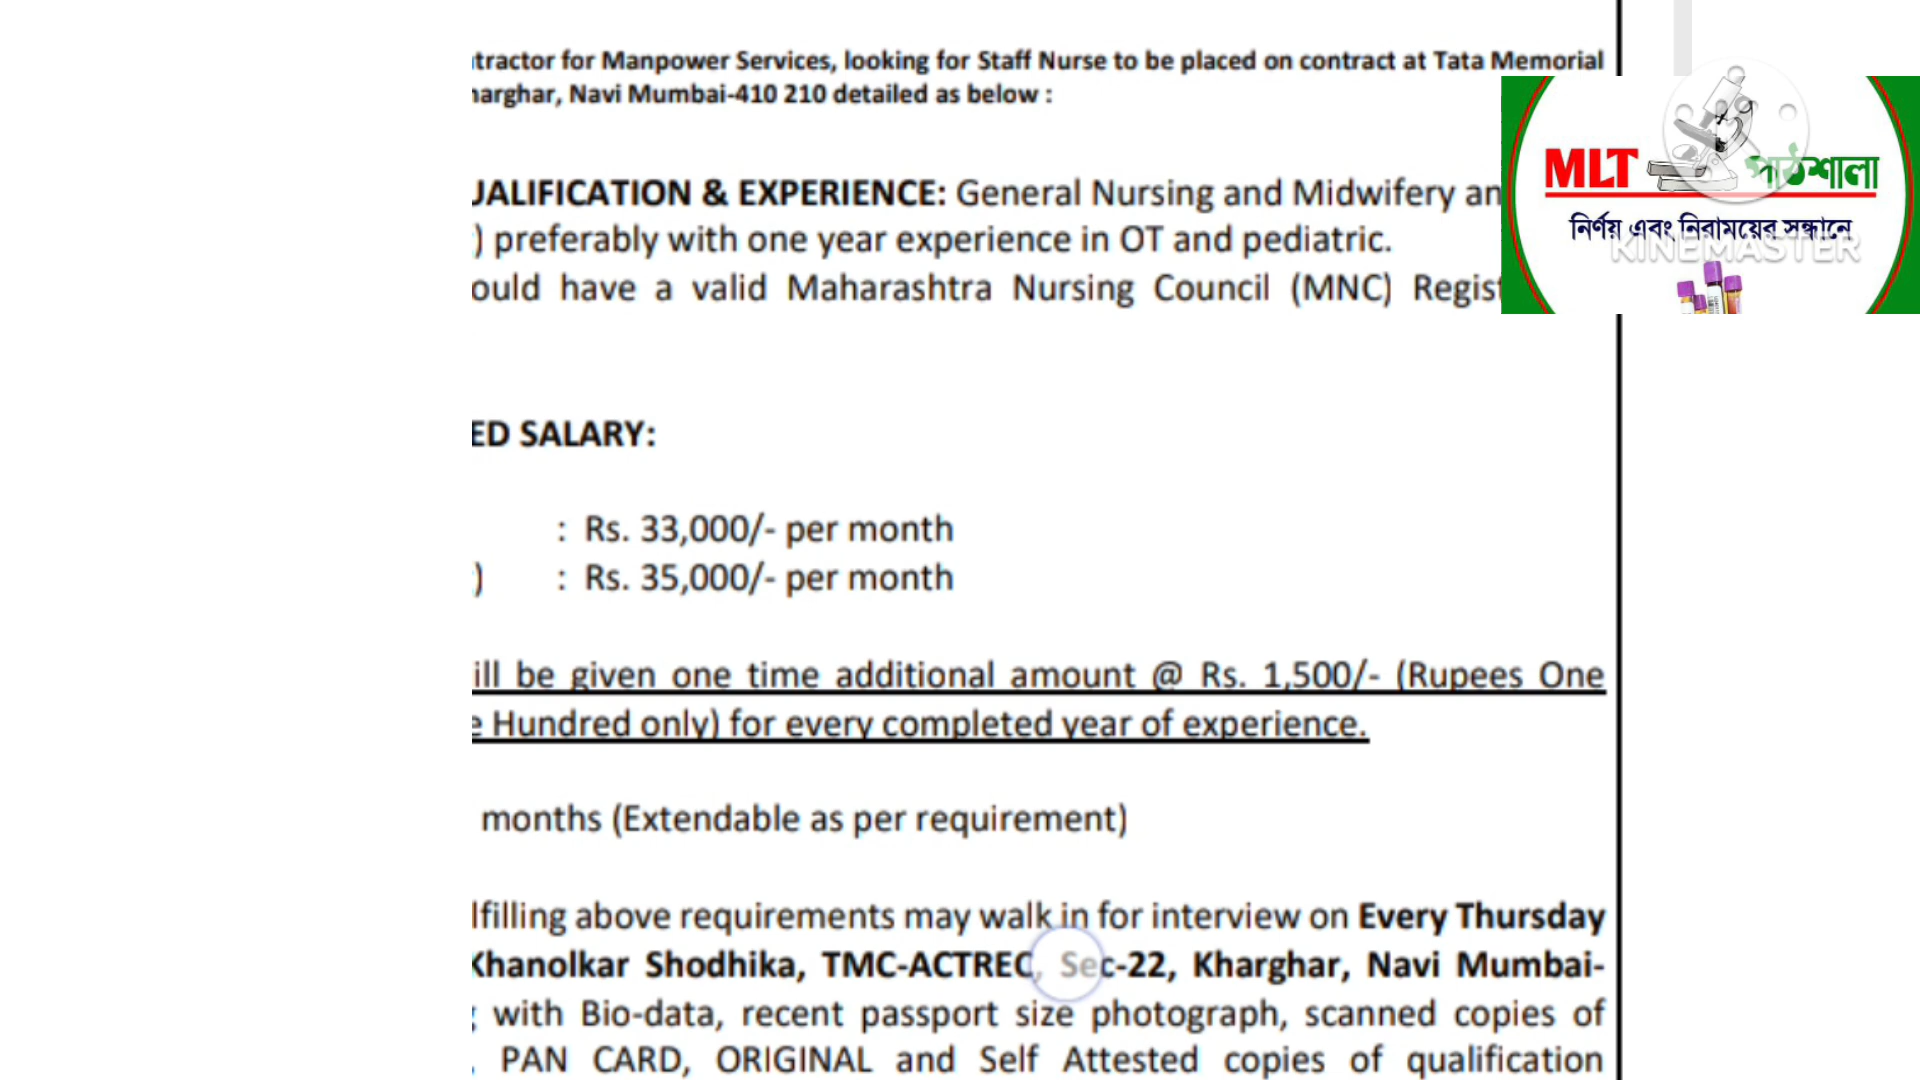 tractor for Manpower Services, looking for Staff Nurse to be placed on contract at Tata Memorial
harghar, Navi Mumbai-410 210 detailed as below :
UALIFICATION & EXPERIENCE: General Nursing and Midwifery an
) preferably with one year experience in OT and pediatric.
ould have a valid Maharashtra Nursing Council (MNC) Regist
MLT পাঠশালা
নির্ণয় এবং নিরাময়ের সন্ধানে
KINEMASTER
ED SALARY:
: Rs. 33,000/- per month
) : Rs. 35,000/- per month
ill be given one time additional amount @ Rs. 1,500/- (Rupees One
e Hundred only) for every completed year of experience.
months (Extendable as per requirement)
lfilling above requirements may walk in for interview on Every Thursday
Khanolkar Shodhika, TMC-ACTREC, Sec-22, Kharghar, Navi Mumbai-
with Bio-data, recent passport size photograph, scanned copies of
, PAN CARD, ORIGINAL and Self Attested copies of qualification